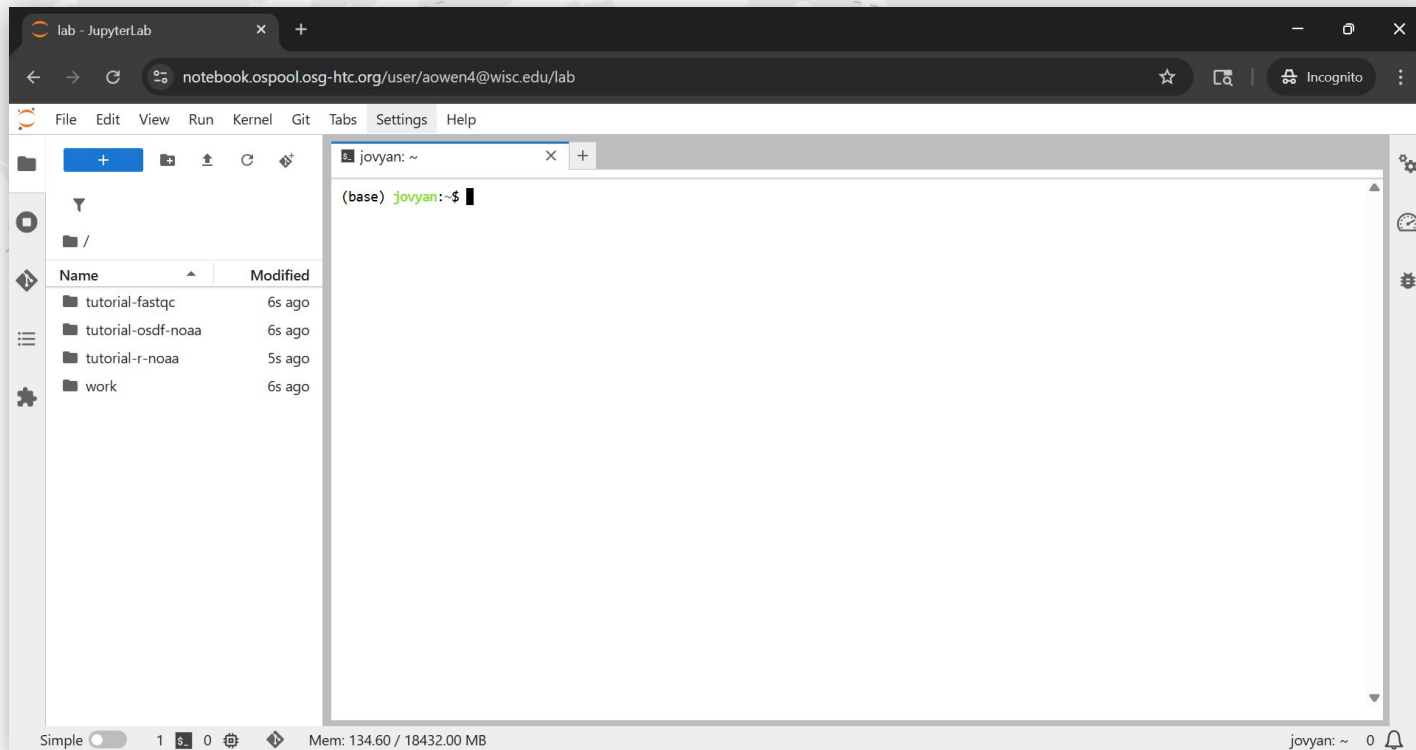 lab - JupyterLab
notebook.ospool.osg-htc.org/user/aowen4@wisc.edu/lab
Incognito
File Edit View Run Kernel Git Tabs Settings Help
jovyan: ~
(base) jovyan:~$
/
Name Modified
tutorial-fastqc 6s ago
tutorial-osdf-noaa 6s ago
tutorial-r-noaa 5s ago
work 6s ago
Simple 1 $_ 0 Mem: 134.60 / 18432.00 MB jovyan: ~ 0